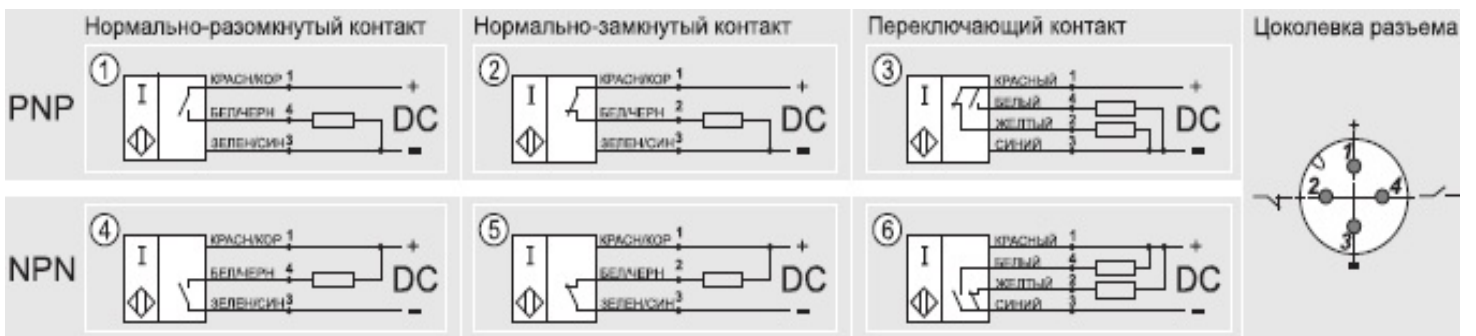 Нормально-разомкнутый контакт
Нормально-замкнутый контакт
Переключающий контакт
Цоколевка разъема
PNP
1
I
КРАСН/КОР 1
БЕЛ/ЧЕРН 4
ЗЕЛЕН/СИН 3
+
DC
-
2
I
КРАСН/КОР 1
БЕЛ/ЧЕРН 2
ЗЕЛЕН/СИН 3
+
DC
-
3
I
КРАСНЫЙ 1
БЕЛЫЙ 4
ЖЕЛТЫЙ 2
СИНИЙ 3
+
DC
-
NPN
4
I
КРАСН/КОР 1
БЕЛ/ЧЕРН 4
ЗЕЛЕН/СИН 3
+
DC
-
5
I
КРАСН/КОР 1
БЕЛ/ЧЕРН 2
ЗЕЛЕН/СИН 3
+
DC
-
6
I
КРАСНЫЙ 1
БЕЛЫЙ 4
ЖЕЛТЫЙ 2
СИНИЙ 3
+
DC
-
+
1
2
4
3
-